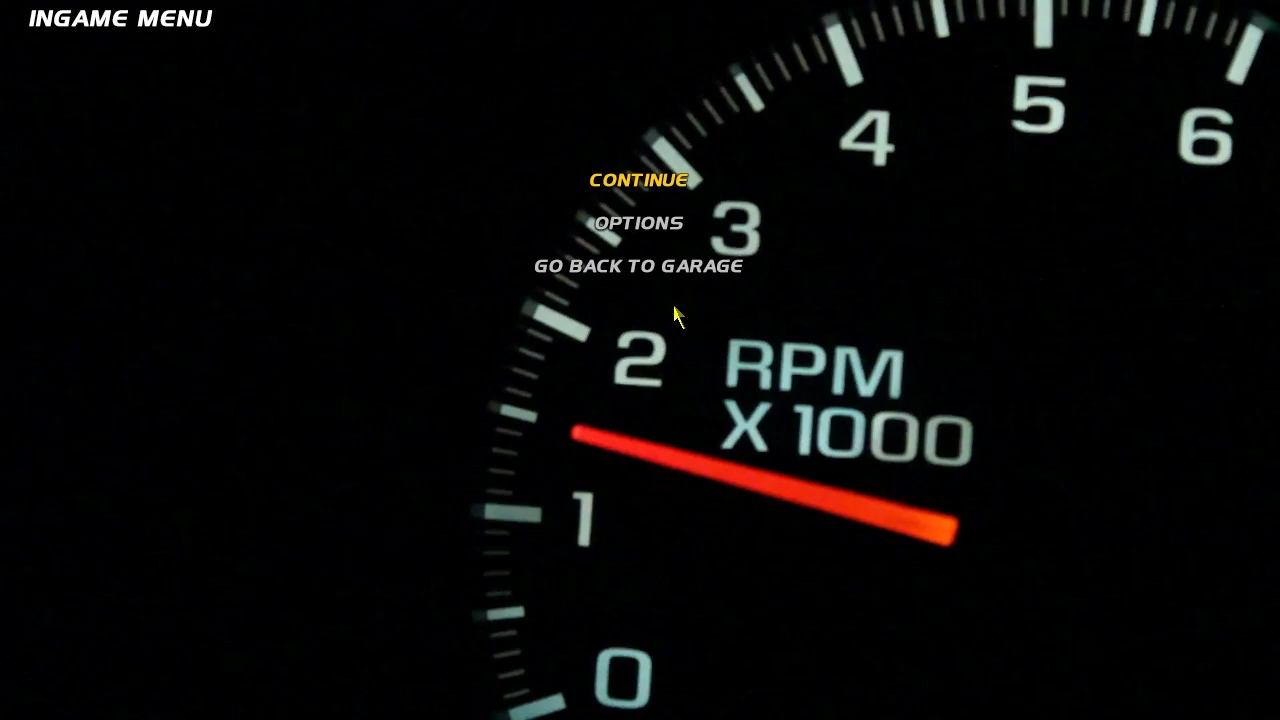 INGAME MENU
4 5 6
CONTINUE
OPTIONS
3
GO BACK TO GARAGE
2
RPM
X 1000
1
0